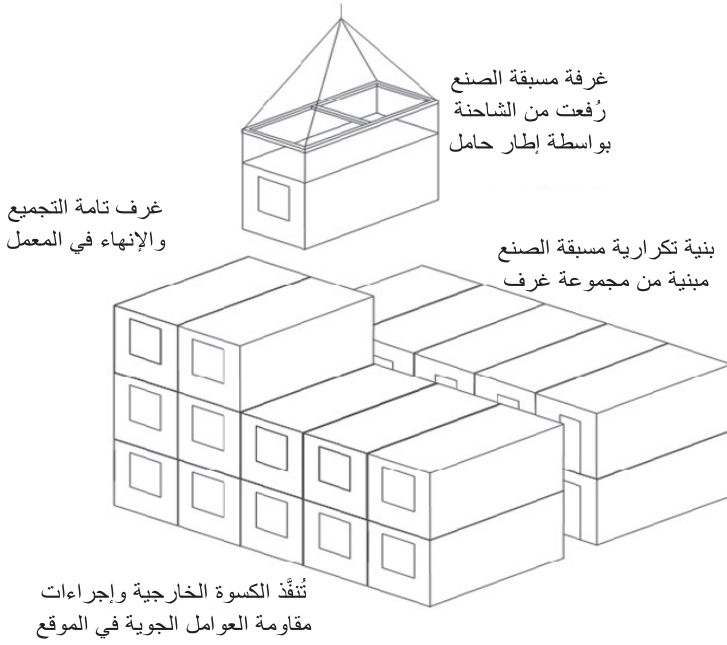 غرفة مسبقة الصنع
رُفعت من الشاحنة
بواسطة إطار حامل
غرف تامة التجميع
والإنهاء في المعمل
بنية تكرارية مسبقة الصنع
مبنية من مجموعة غرف
تُنفَّذ الكسوة الخارجية وإجراءات
مقاومة العوامل الجوية في الموقع